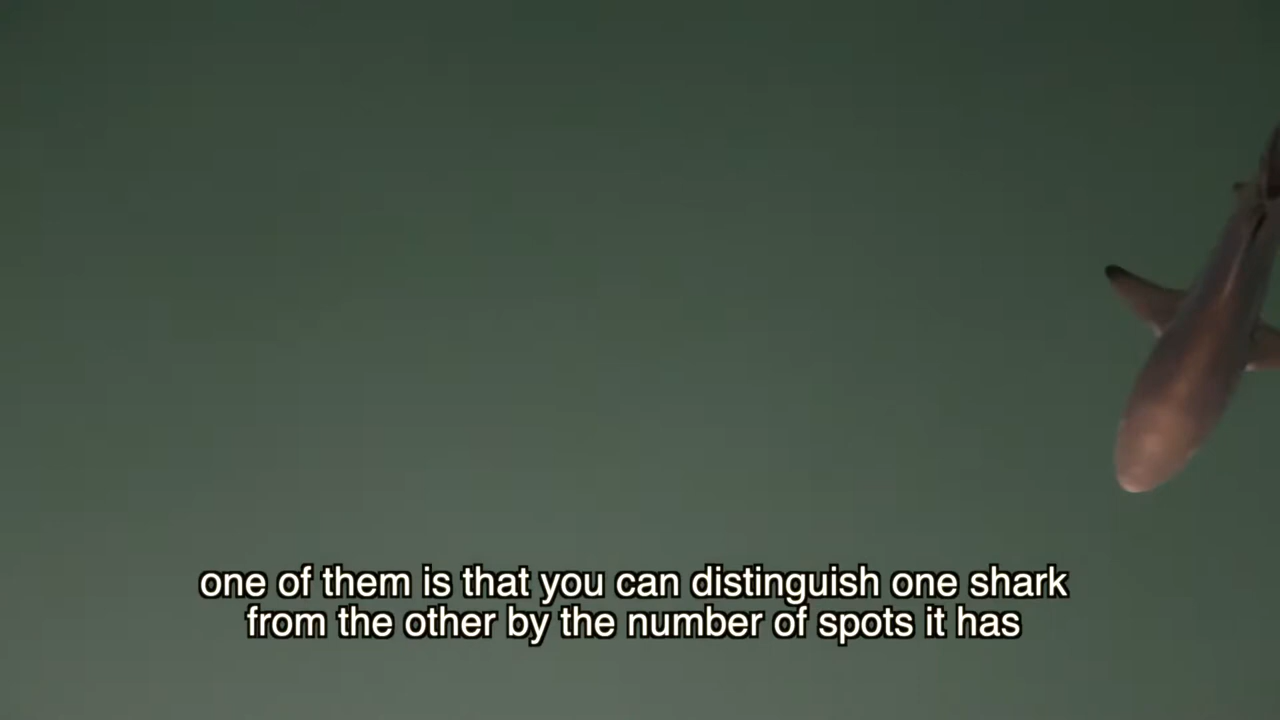 one of them is that you can distinguish one shark
from the other by the number of spots it has